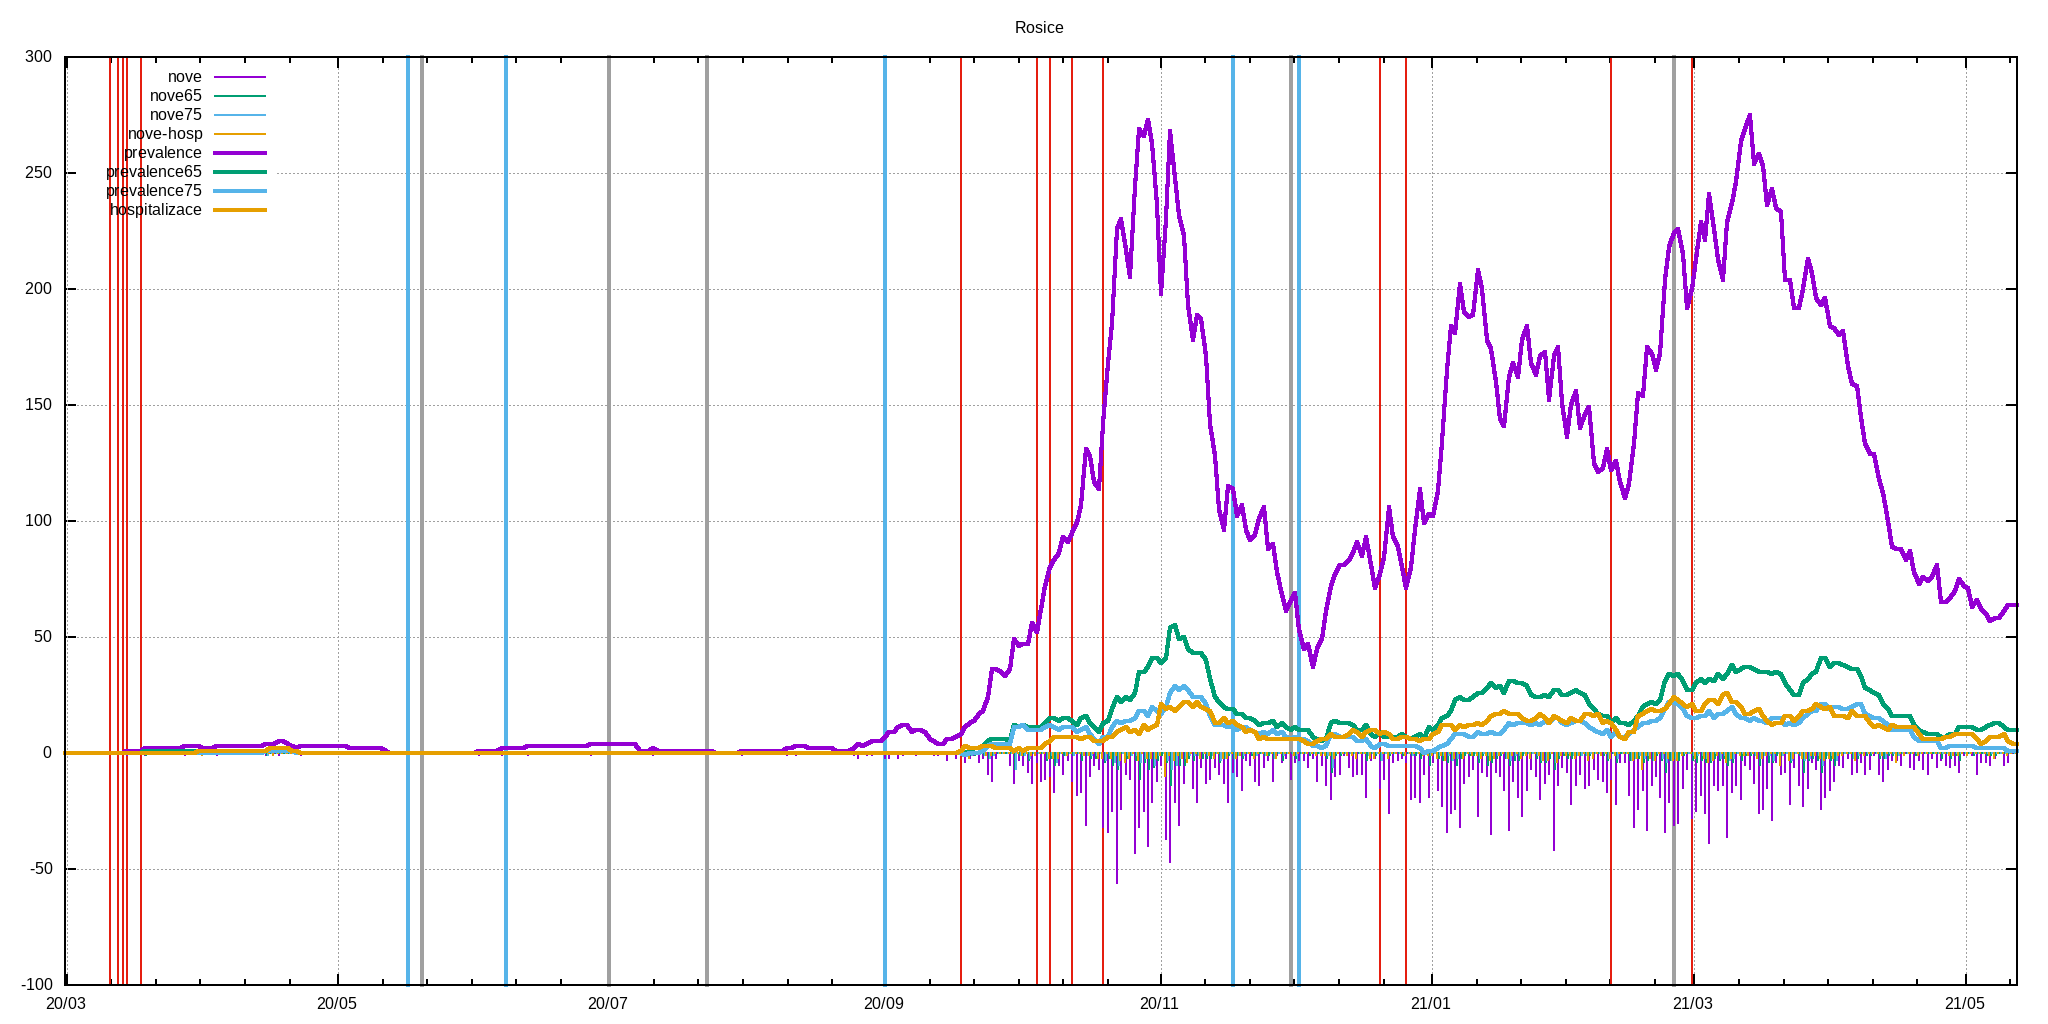 Rosice
300
250
200
150
100
50
0
-50
-100
nove
nove65
nove75
nove-hosp
prevalence
prevalence65
prevalence75
hospitalizace
20/03 20/05 20/07 20/09 20/11 21/01 21/03 21/05